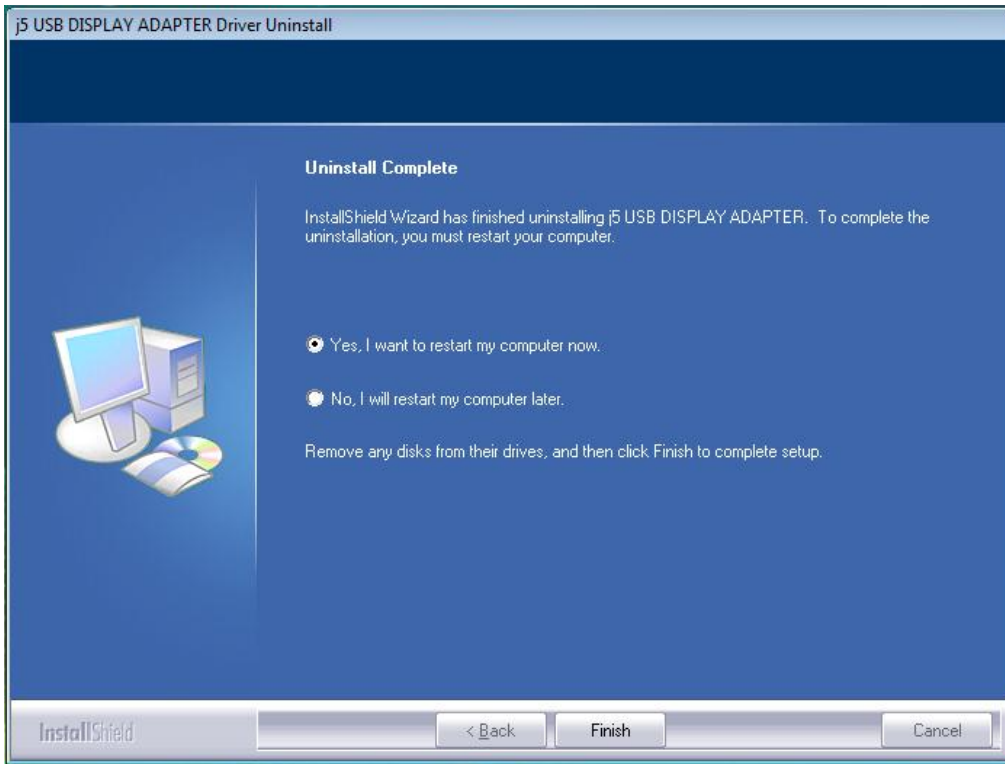 j5 USB DISPLAY ADAPTER Driver Uninstall
Uninstall Complete
InstallShield Wizard has finished uninstalling j5 USB DISPLAY ADAPTER.  To complete the
uninstallation, you must restart your computer.
Yes, I want to restart my computer now.
No, I will restart my computer later.
Remove any disks from their drives, and then click Finish to complete setup.
InstallShield
< Back
Finish
Cancel